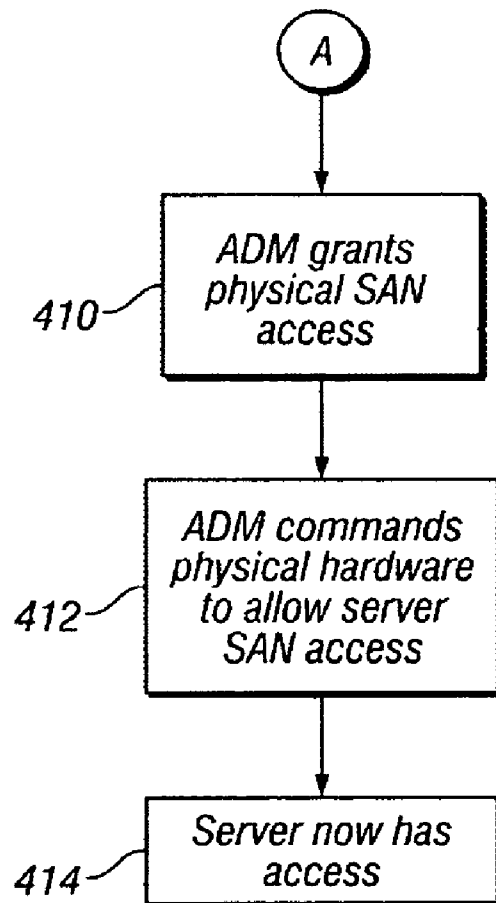 A
ADM grants
physical SAN
access
410
ADM commands
physical hardware
to allow server
SAN access
412
Server now has
access
414